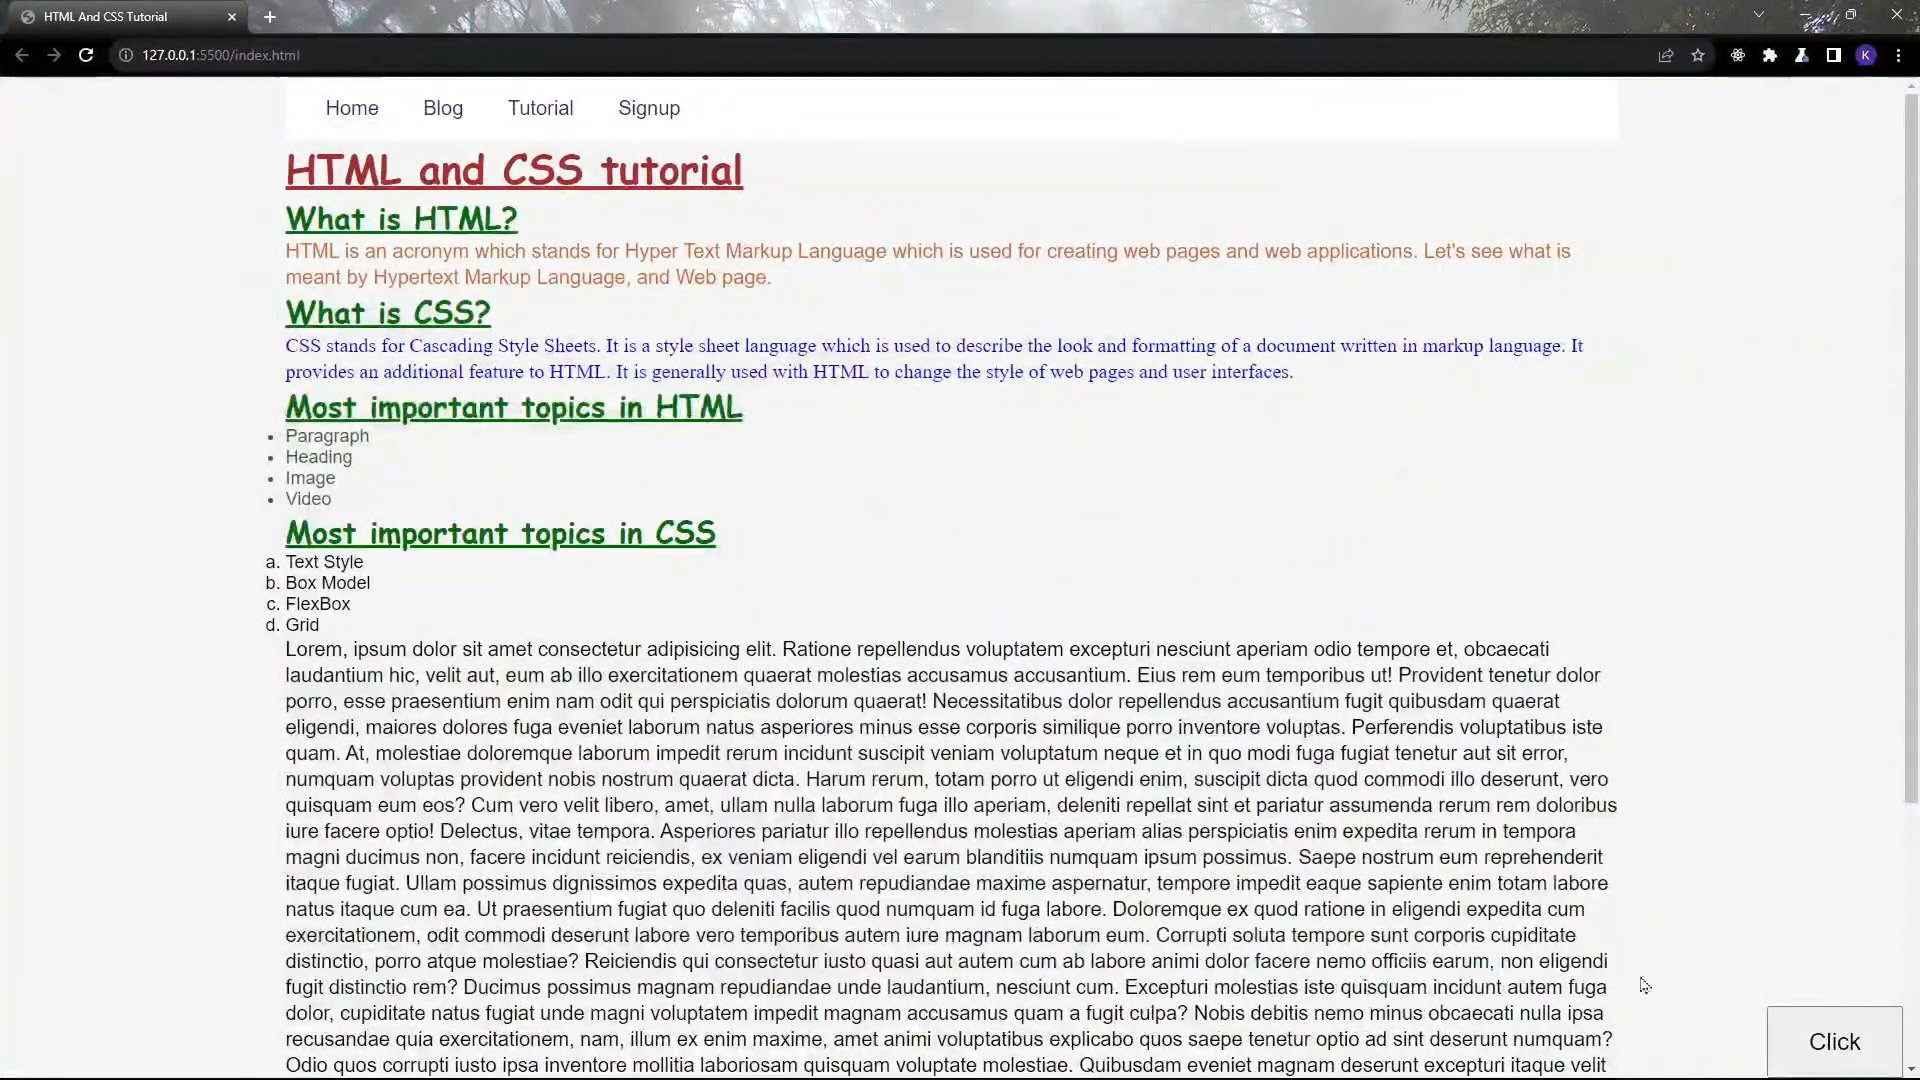 HTML And CSS Tutorial
127.0.0.1:5500/index.html
K
Home Blog Tutorial Signup
HTML and CSS tutorial
What is HTML?
HTML is an acronym which stands for Hyper Text Markup Language which is used for creating web pages and web applications. Let's see what is
meant by Hypertext Markup Language, and Web page.
What is CSS?
CSS stands for Cascading Style Sheets. It is a style sheet language which is used to describe the look and formatting of a document written in markup language. It
provides an additional feature to HTML. It is generally used with HTML to change the style of web pages and user interfaces.
Most important topics in HTML
• Paragraph
• Heading
• Image
• Video
Most important topics in CSS
a. Text Style
b. Box Model
c. FlexBox
d. Grid
Lorem, ipsum dolor sit amet consectetur adipisicing elit. Ratione repellendus voluptatem excepturi nesciunt aperiam odio tempore et, obcaecati
laudantium hic, velit aut, eum ab illo exercitationem quaerat molestias accusamus accusantium. Eius rem eum temporibus ut! Provident tenetur dolor
porro, esse praesentium enim nam odit qui perspiciatis dolorum quaerat! Necessitatibus dolor repellendus accusantium fugit quibusdam quaerat
eligendi, maiores dolores fuga eveniet laborum natus asperiores minus esse corporis similique porro inventore voluptas. Perferendis voluptatibus iste
quam. At, molestiae doloremque laborum impedit rerum incidunt suscipit veniam voluptatum neque et in quo modi fuga fugiat tenetur aut sit error,
numquam voluptas provident nobis nostrum quaerat dicta. Harum rerum, totam porro ut eligendi enim, suscipit dicta quod commodi illo deserunt, vero
quisquam eum eos? Cum vero velit libero, amet, ullam nulla laborum fuga illo aperiam, deleniti repellat sint et pariatur assumenda rerum rem doloribus
iure facere optio! Delectus, vitae tempora. Asperiores pariatur illo repellendus molestias aperiam alias perspiciatis enim expedita rerum in tempora
magni ducimus non, facere incidunt reiciendis, ex veniam eligendi vel earum blanditiis numquam ipsum possimus. Saepe nostrum eum reprehenderit
itaque fugiat. Ullam possimus dignissimos expedita quas, autem repudiandae maxime aspernatur, tempore impedit eaque sapiente enim totam labore
natus itaque cum ea. Ut praesentium fugiat quo deleniti facilis quod numquam id fuga labore. Doloremque ex quod ratione in eligendi expedita cum
exercitationem, odit commodi deserunt labore vero temporibus autem iure magnam laborum eum. Corrupti soluta tempore sunt corporis cupiditate
distinctio, porro atque molestiae? Reiciendis qui consectetur iusto quasi aut autem cum ab labore animi dolor facere nemo officiis earum, non eligendi
fugit distinctio rem? Ducimus possimus magnam repudiandae unde laudantium, nesciunt cum. Excepturi molestias iste quisquam incidunt autem fuga
dolor, cupiditate natus fugiat unde magni voluptatem impedit magnam accusamus quam a fugit culpa? Nobis debitis nemo minus obcaecati nulla ipsa
recusandae quia exercitationem, nam, illum ex enim maxime, amet animi voluptatibus explicabo quos saepe tenetur optio ad sint deserunt numquam?
Odio quos corrupti iusto ipsa inventore mollitia laboriosam quisquam voluptate molestiae. Quibusdam eveniet magnam deserunt excepturi itaque velit
Click